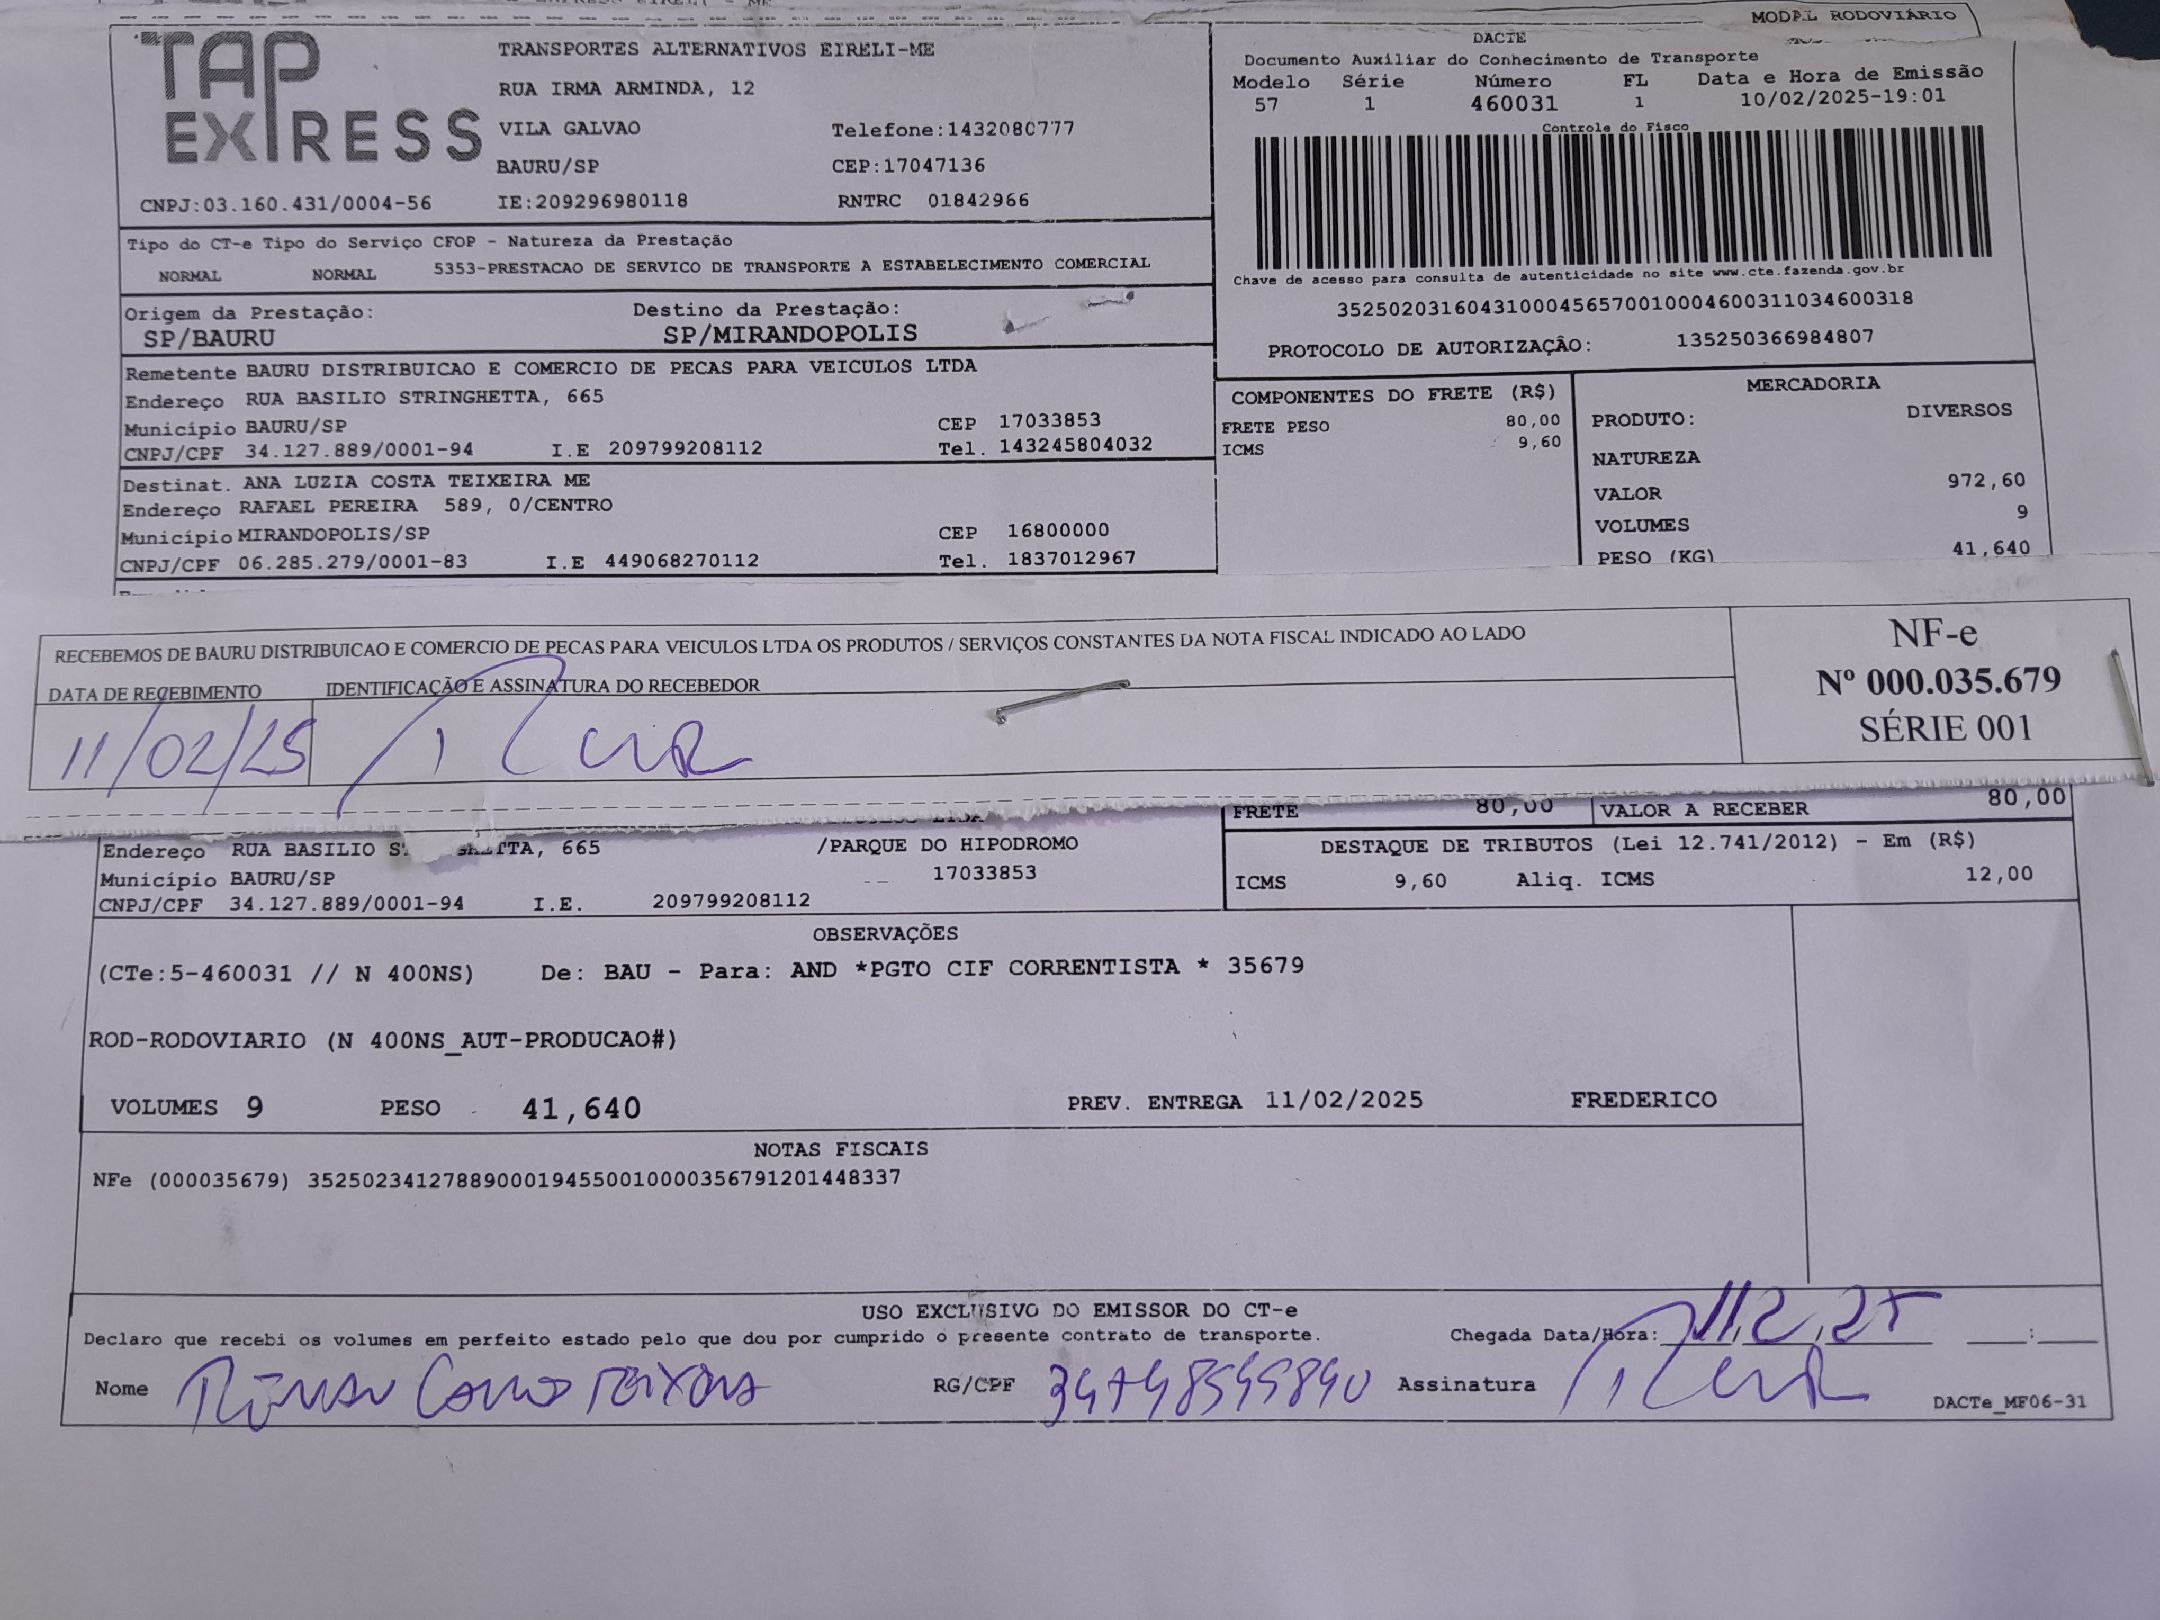 MODAL RODOVIÁRIO
TAP EXPRESS
TRANSPORTES ALTERNATIVOS EIRELI-ME
RUA IRMA ARMINDA, 12
VILA GALVAO Telefone:1432080777
BAURU/SP CEP:17047136
CNPJ:03.160.431/0004-56 IE:209296980118 RNTRC 01842966
DACTE
Documento Auxiliar do Conhecimento de Transporte
Modelo Série Número FL Data e Hora de Emissão
57 1 460031 1 10/02/2025-19:01
Controle do Fisco
Chave de acesso para consulta de autenticidade no site www.cte.fazenda.gov.br
35250203160431000456570010004600311034600318
PROTOCOLO DE AUTORIZAÇÃO: 135250366984807
Tipo do CT-e Tipo do Serviço CFOP - Natureza da Prestação
NORMAL NORMAL 5353-PRESTACAO DE SERVICO DE TRANSPORTE A ESTABELECIMENTO COMERCIAL
Origem da Prestação: Destino da Prestação:
SP/BAURU SP/MIRANDOPOLIS
Remetente BAURU DISTRIBUICAO E COMERCIO DE PECAS PARA VEICULOS LTDA
Endereço RUA BASILIO STRINGHETTA, 665
Município BAURU/SP CEP 17033853
CNPJ/CPF 34.127.889/0001-94 I.E 209799208112 Tel. 143245804032
Destinat. ANA LUZIA COSTA TEIXEIRA ME
Endereço RAFAEL PEREIRA 589, 0/CENTRO
Município MIRANDOPOLIS/SP CEP 16800000
CNPJ/CPF 06.285.279/0001-83 I.E 449068270112 Tel. 1837012967
COMPONENTES DO FRETE (R$)
FRETE PESO 80,00
ICMS 9,60
MERCADORIA
PRODUTO: DIVERSOS
NATUREZA
VALOR 972,60
VOLUMES 9
PESO (KG) 41,640
RECEBEMOS DE BAURU DISTRIBUICAO E COMERCIO DE PECAS PARA VEICULOS LTDA OS PRODUTOS / SERVIÇOS CONSTANTES DA NOTA FISCAL INDICADO AO LADO
DATA DE RECEBIMENTO IDENTIFICAÇÃO E ASSINATURA DO RECEBEDOR
11/02/25
NF-e
Nº 000.035.679
SÉRIE 001
FRETE 80,00 VALOR A RECEBER 80,00
Endereço RUA BASILIO S ETTA, 665 /PARQUE DO HIPODROMO
Município BAURU/SP 17033853
CNPJ/CPF 34.127.889/0001-94 I.E. 209799208112
DESTAQUE DE TRIBUTOS (Lei 12.741/2012) - Em (R$)
ICMS 9,60 Aliq. ICMS 12,00
OBSERVAÇÕES
(CTe:5-460031 // N 400NS) De: BAU - Para: AND *PGTO CIF CORRENTISTA * 35679
ROD-RODOVIARIO (N 400NS_AUT-PRODUCAO#)
VOLUMES 9 PESO 41,640 PREV. ENTREGA 11/02/2025 FREDERICO
NOTAS FISCAIS
NFe (000035679) 35250234127889000194550010000356791201448337
USO EXCLUSIVO DO EMISSOR DO CT-e
Declaro que recebi os volumes em perfeito estado pelo que dou por cumprido o presente contrato de transporte. Chegada Data/Hora: 11,2,25 :
Nome RG/CPF 34748545840 Assinatura
DACTe_MF06-31